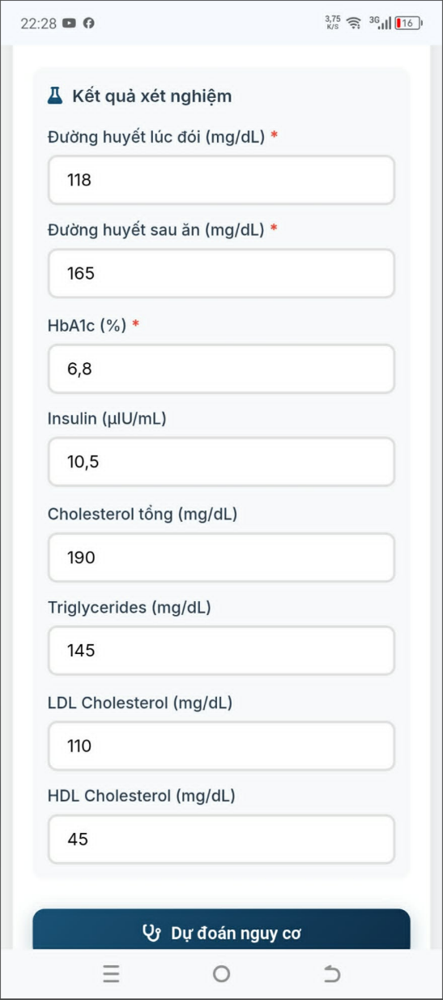 22:28
3,75
K/S
3G
16
Kết quả xét nghiệm
Đường huyết lúc đói (mg/dL) *
118
Đường huyết sau ăn (mg/dL) *
165
HbA1c (%) *
6,8
Insulin (µIU/mL)
10,5
Cholesterol tổng (mg/dL)
190
Triglycerides (mg/dL)
145
LDL Cholesterol (mg/dL)
110
HDL Cholesterol (mg/dL)
45
Dự đoán nguy cơ